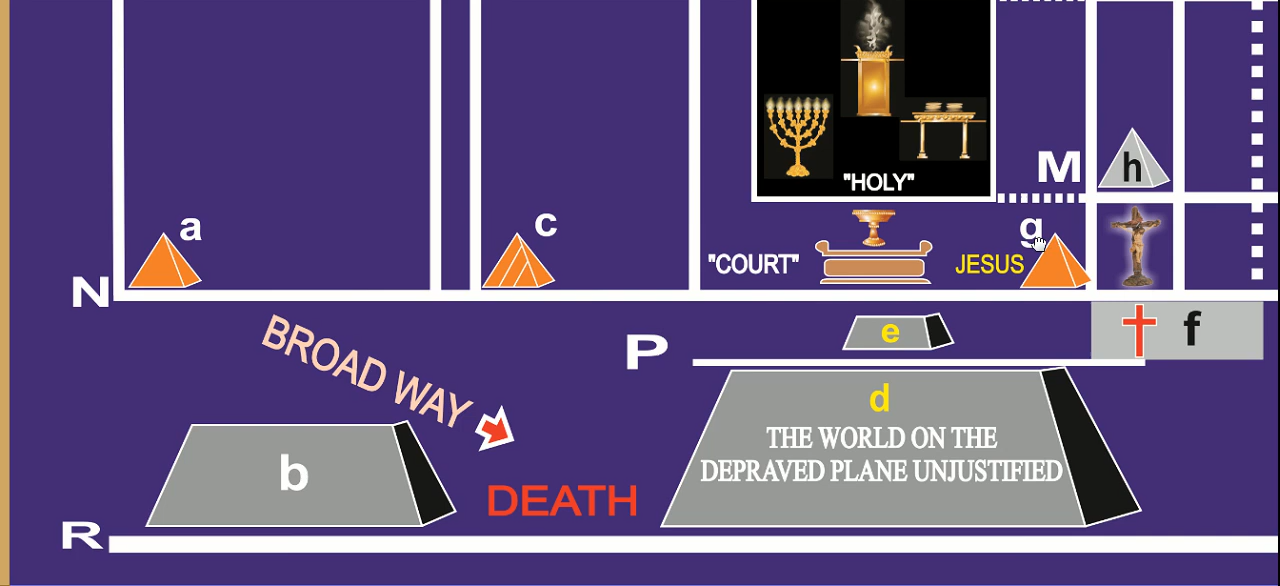 "HOLY"
M
h
a
c
g
"COURT"
JESUS
N
BROAD WAY
P
e
f
d
THE WORLD ON THE
DEPRAVED PLANE UNJUSTIFIED
b
DEATH
R